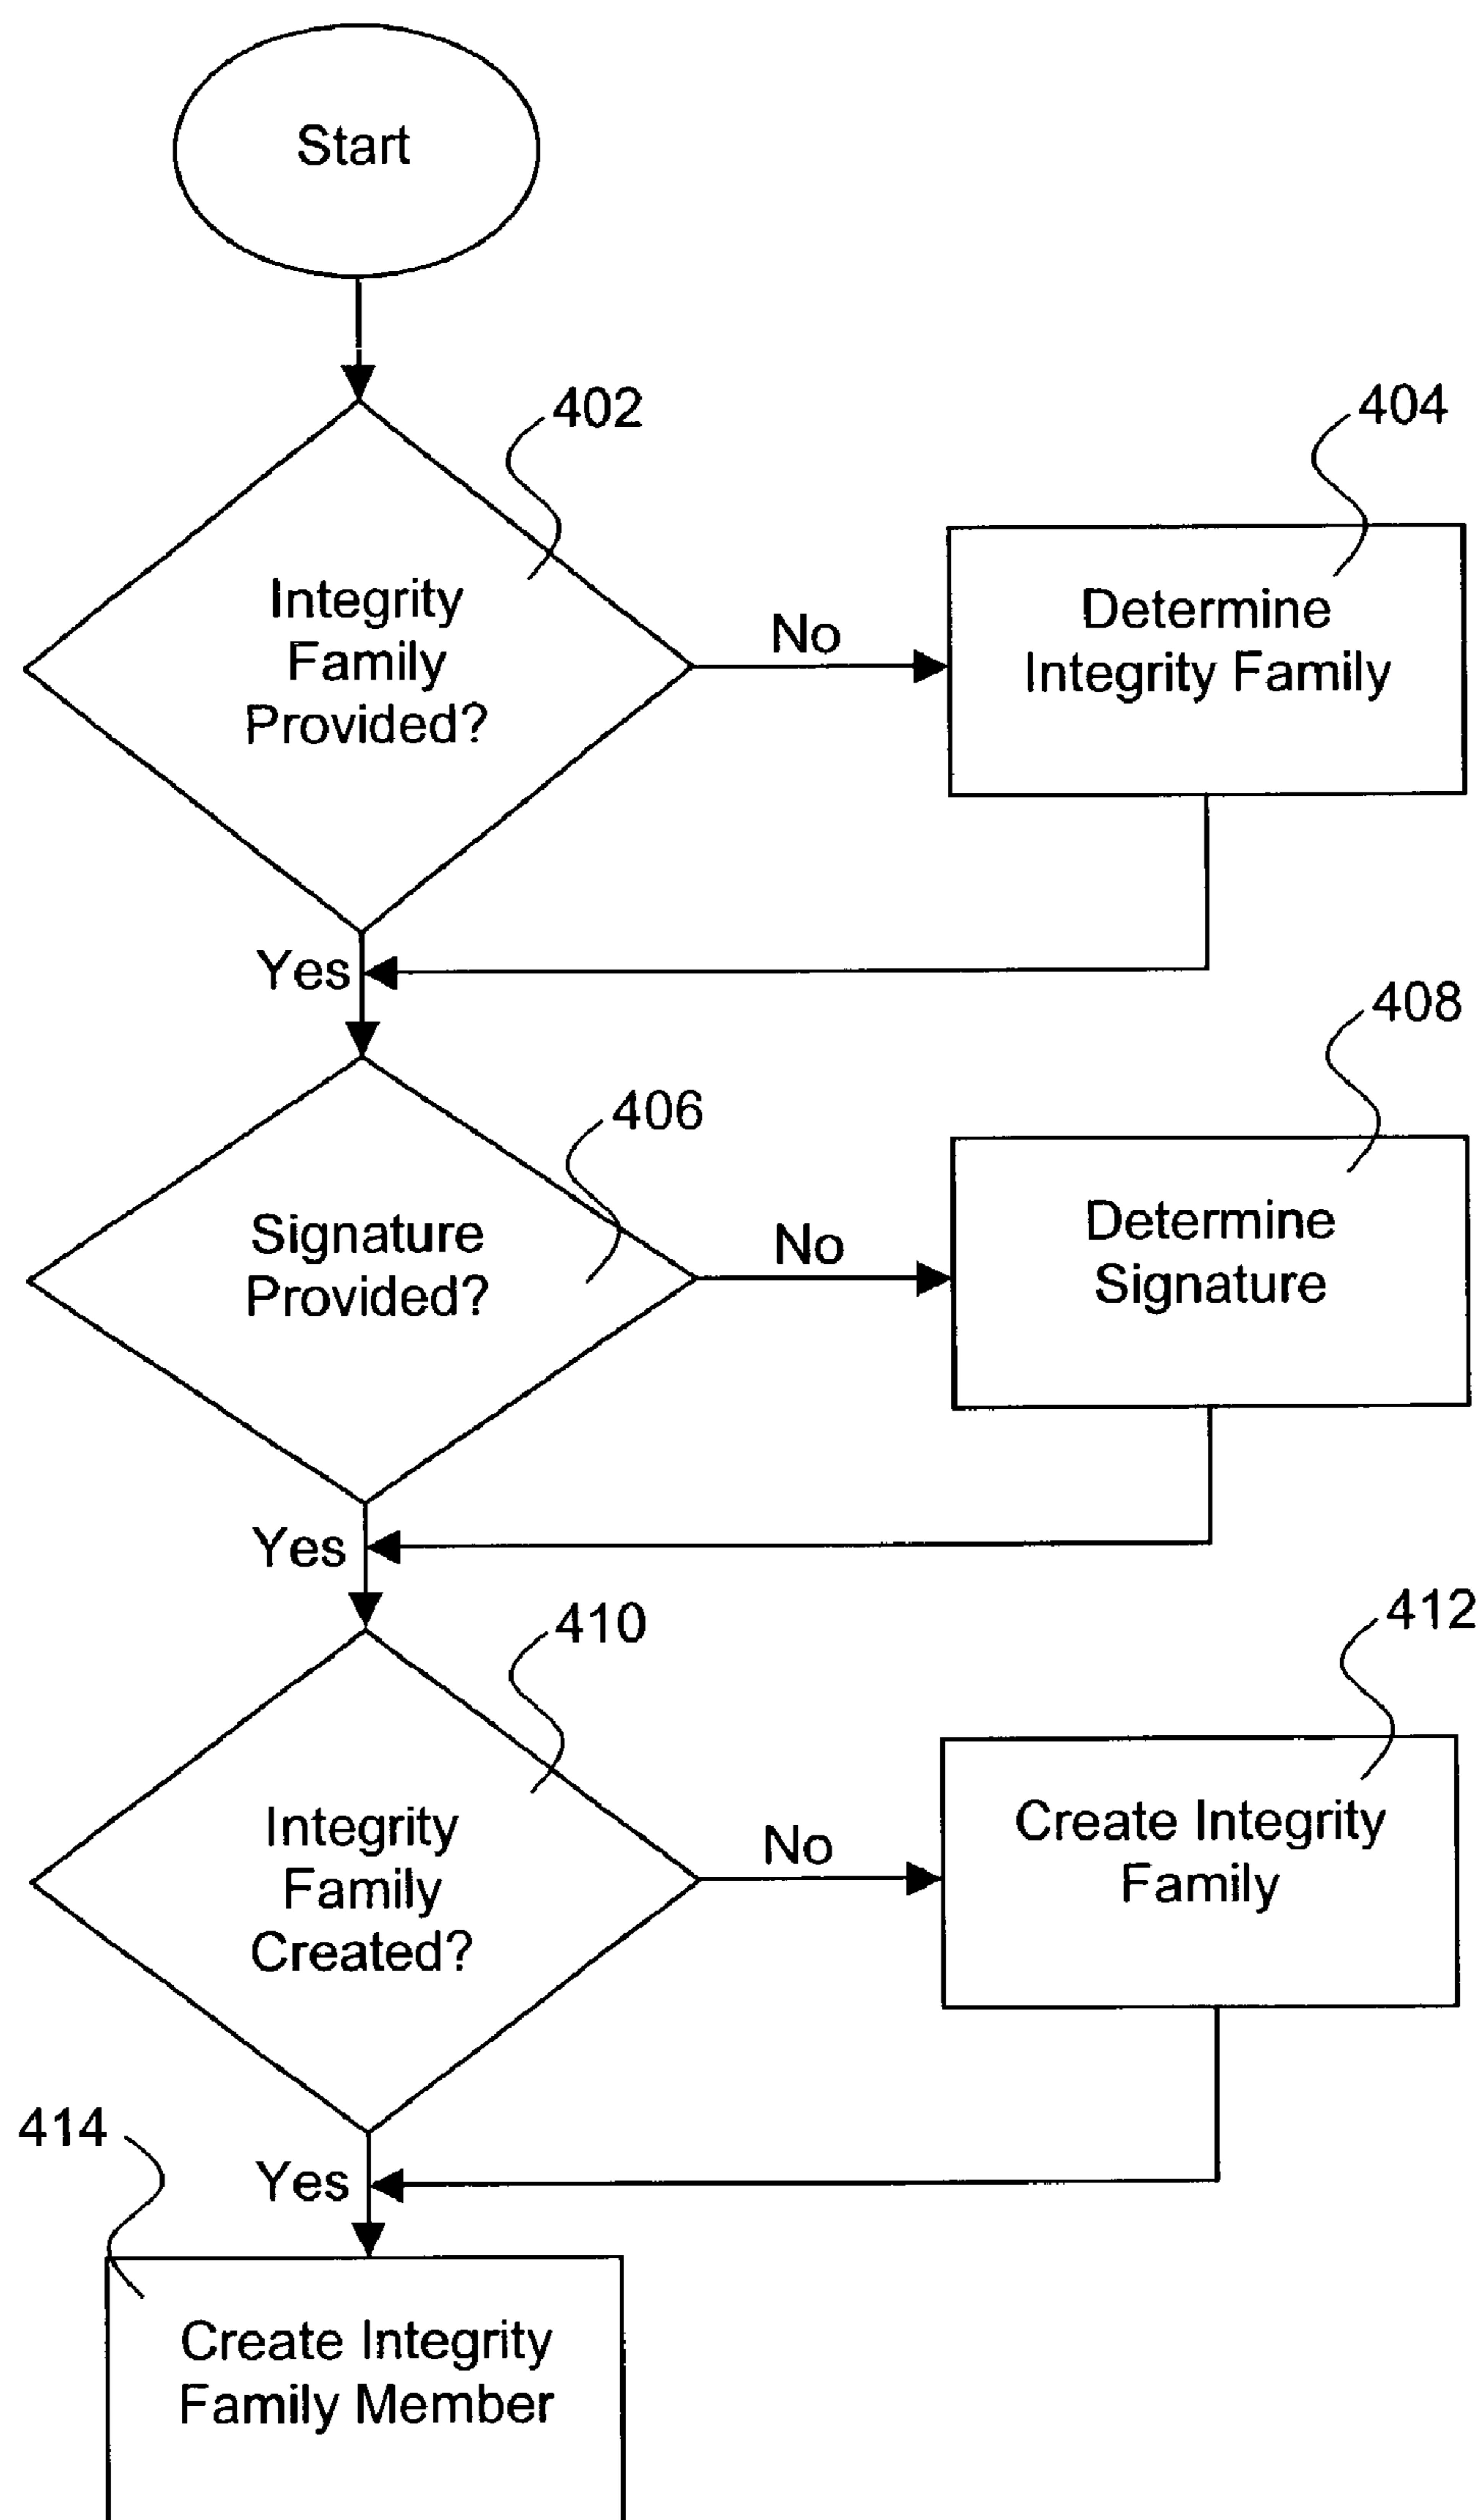 Start
402
404
Integrity
Family
Provided?
No
Determine
Integrity Family
Yes
408
406
Signature
Provided?
No
Determine
Signature
Yes
410
412
Integrity
Family
Created?
No
Create Integrity
Family
414
Yes
Create Integrity
Family Member